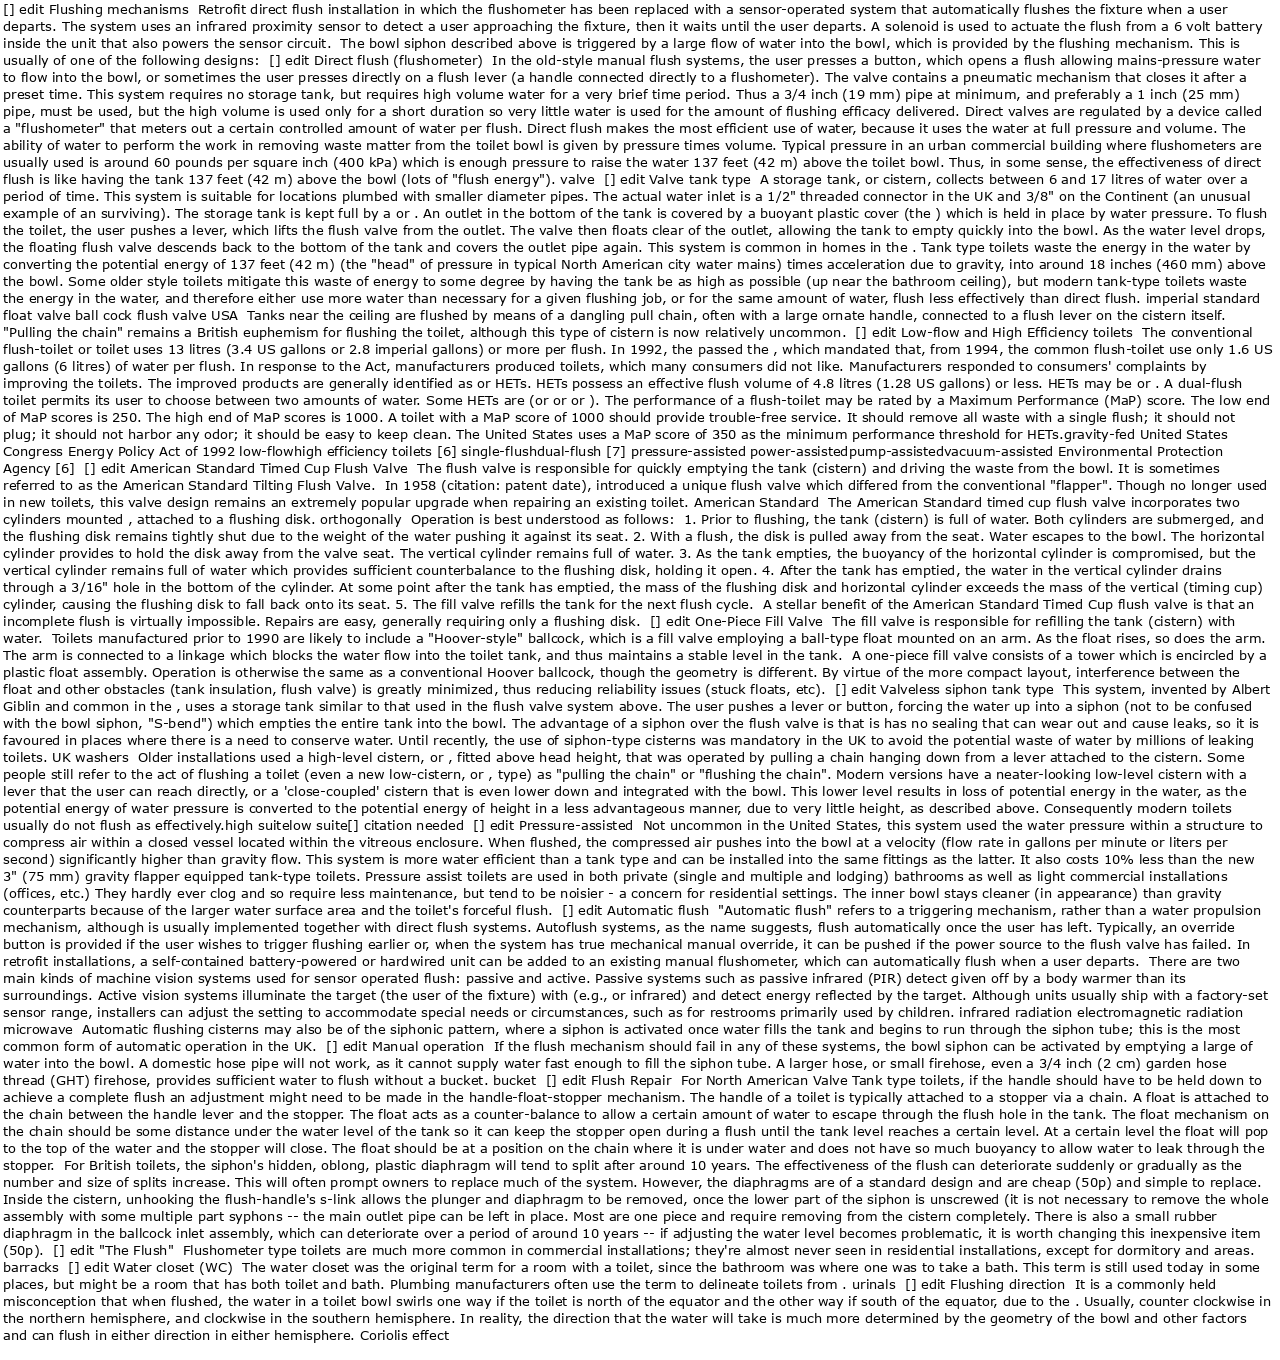 [] edit Flushing mechanisms  Retrofit direct flush installation in which the flushometer has been replaced with a sensor-operated system that automatically flushes the fixture when a user
departs. The system uses an infrared proximity sensor to detect a user approaching the fixture, then it waits until the user departs. A solenoid is used to actuate the flush from a 6 volt battery
inside the unit that also powers the sensor circuit.  The bowl siphon described above is triggered by a large flow of water into the bowl, which is provided by the flushing mechanism. This is
usually of one of the following designs:  [] edit Direct flush (flushometer)  In the old-style manual flush systems, the user presses a button, which opens a flush allowing mains-pressure water
to flow into the bowl, or sometimes the user presses directly on a flush lever (a handle connected directly to a flushometer). The valve contains a pneumatic mechanism that closes it after a
preset time. This system requires no storage tank, but requires high volume water for a very brief time period. Thus a 3/4 inch (19 mm) pipe at minimum, and preferably a 1 inch (25 mm)
pipe, must be used, but the high volume is used only for a short duration so very little water is used for the amount of flushing efficacy delivered. Direct valves are regulated by a device called
a "flushometer" that meters out a certain controlled amount of water per flush. Direct flush makes the most efficient use of water, because it uses the water at full pressure and volume. The
ability of water to perform the work in removing waste matter from the toilet bowl is given by pressure times volume. Typical pressure in an urban commercial building where flushometers are
usually used is around 60 pounds per square inch (400 kPa) which is enough pressure to raise the water 137 feet (42 m) above the toilet bowl. Thus, in some sense, the effectiveness of direct
flush is like having the tank 137 feet (42 m) above the bowl (lots of "flush energy"). valve  [] edit Valve tank type  A storage tank, or cistern, collects between 6 and 17 litres of water over a
period of time. This system is suitable for locations plumbed with smaller diameter pipes. The actual water inlet is a 1/2" threaded connector in the UK and 3/8" on the Continent (an unusual
example of an surviving). The storage tank is kept full by a or . An outlet in the bottom of the tank is covered by a buoyant plastic cover (the ) which is held in place by water pressure. To flush
the toilet, the user pushes a lever, which lifts the flush valve from the outlet. The valve then floats clear of the outlet, allowing the tank to empty quickly into the bowl. As the water level drops,
the floating flush valve descends back to the bottom of the tank and covers the outlet pipe again. This system is common in homes in the . Tank type toilets waste the energy in the water by
converting the potential energy of 137 feet (42 m) (the "head" of pressure in typical North American city water mains) times acceleration due to gravity, into around 18 inches (460 mm) above
the bowl. Some older style toilets mitigate this waste of energy to some degree by having the tank be as high as possible (up near the bathroom ceiling), but modern tank-type toilets waste
the energy in the water, and therefore either use more water than necessary for a given flushing job, or for the same amount of water, flush less effectively than direct flush. imperial standard
float valve ball cock flush valve USA  Tanks near the ceiling are flushed by means of a dangling pull chain, often with a large ornate handle, connected to a flush lever on the cistern itself.
"Pulling the chain" remains a British euphemism for flushing the toilet, although this type of cistern is now relatively uncommon.  [] edit Low-flow and High Efficiency toilets  The conventional
flush-toilet or toilet uses 13 litres (3.4 US gallons or 2.8 imperial gallons) or more per flush. In 1992, the passed the , which mandated that, from 1994, the common flush-toilet use only 1.6 US
gallons (6 litres) of water per flush. In response to the Act, manufacturers produced toilets, which many consumers did not like. Manufacturers responded to consumers' complaints by
improving the toilets. The improved products are generally identified as or HETs. HETs possess an effective flush volume of 4.8 litres (1.28 US gallons) or less. HETs may be or . A dual-flush
toilet permits its user to choose between two amounts of water. Some HETs are (or or or ). The performance of a flush-toilet may be rated by a Maximum Performance (MaP) score. The low end
of MaP scores is 250. The high end of MaP scores is 1000. A toilet with a MaP score of 1000 should provide trouble-free service. It should remove all waste with a single flush; it should not
plug; it should not harbor any odor; it should be easy to keep clean. The United States uses a MaP score of 350 as the minimum performance threshold for HETs.gravity-fed United States
Congress Energy Policy Act of 1992 low-flowhigh efficiency toilets [6] single-flushdual-flush [7] pressure-assisted power-assistedpump-assistedvacuum-assisted Environmental Protection
Agency [6]  [] edit American Standard Timed Cup Flush Valve  The flush valve is responsible for quickly emptying the tank (cistern) and driving the waste from the bowl. It is sometimes
referred to as the American Standard Tilting Flush Valve.  In 1958 (citation: patent date), introduced a unique flush valve which differed from the conventional "flapper". Though no longer used
in new toilets, this valve design remains an extremely popular upgrade when repairing an existing toilet. American Standard  The American Standard timed cup flush valve incorporates two
cylinders mounted , attached to a flushing disk. orthogonally  Operation is best understood as follows:  1. Prior to flushing, the tank (cistern) is full of water. Both cylinders are submerged, and
the flushing disk remains tightly shut due to the weight of the water pushing it against its seat. 2. With a flush, the disk is pulled away from the seat. Water escapes to the bowl. The horizontal
cylinder provides to hold the disk away from the valve seat. The vertical cylinder remains full of water. 3. As the tank empties, the buoyancy of the horizontal cylinder is compromised, but the
vertical cylinder remains full of water which provides sufficient counterbalance to the flushing disk, holding it open. 4. After the tank has emptied, the water in the vertical cylinder drains
through a 3/16" hole in the bottom of the cylinder. At some point after the tank has emptied, the mass of the flushing disk and horizontal cylinder exceeds the mass of the vertical (timing cup)
cylinder, causing the flushing disk to fall back onto its seat. 5. The fill valve refills the tank for the next flush cycle.  A stellar benefit of the American Standard Timed Cup flush valve is that an
incomplete flush is virtually impossible. Repairs are easy, generally requiring only a flushing disk.  [] edit One-Piece Fill Valve  The fill valve is responsible for refilling the tank (cistern) with
water.  Toilets manufactured prior to 1990 are likely to include a "Hoover-style" ballcock, which is a fill valve employing a ball-type float mounted on an arm. As the float rises, so does the arm.
The arm is connected to a linkage which blocks the water flow into the toilet tank, and thus maintains a stable level in the tank.  A one-piece fill valve consists of a tower which is encircled by a
plastic float assembly. Operation is otherwise the same as a conventional Hoover ballcock, though the geometry is different. By virtue of the more compact layout, interference between the
float and other obstacles (tank insulation, flush valve) is greatly minimized, thus reducing reliability issues (stuck floats, etc).  [] edit Valveless siphon tank type  This system, invented by Albert
Giblin and common in the , uses a storage tank similar to that used in the flush valve system above. The user pushes a lever or button, forcing the water up into a siphon (not to be confused
with the bowl siphon, "S-bend") which empties the entire tank into the bowl. The advantage of a siphon over the flush valve is that is has no sealing that can wear out and cause leaks, so it is
favoured in places where there is a need to conserve water. Until recently, the use of siphon-type cisterns was mandatory in the UK to avoid the potential waste of water by millions of leaking
toilets. UK washers  Older installations used a high-level cistern, or , fitted above head height, that was operated by pulling a chain hanging down from a lever attached to the cistern. Some
people still refer to the act of flushing a toilet (even a new low-cistern, or , type) as "pulling the chain" or "flushing the chain". Modern versions have a neater-looking low-level cistern with a
lever that the user can reach directly, or a 'close-coupled' cistern that is even lower down and integrated with the bowl. This lower level results in loss of potential energy in the water, as the
potential energy of water pressure is converted to the potential energy of height in a less advantageous manner, due to very little height, as described above. Consequently modern toilets
usually do not flush as effectively.high suitelow suite[] citation needed  [] edit Pressure-assisted  Not uncommon in the United States, this system used the water pressure within a structure to
compress air within a closed vessel located within the vitreous enclosure. When flushed, the compressed air pushes into the bowl at a velocity (flow rate in gallons per minute or liters per
second) significantly higher than gravity flow. This system is more water efficient than a tank type and can be installed into the same fittings as the latter. It also costs 10% less than the new
3" (75 mm) gravity flapper equipped tank-type toilets. Pressure assist toilets are used in both private (single and multiple and lodging) bathrooms as well as light commercial installations
(offices, etc.) They hardly ever clog and so require less maintenance, but tend to be noisier - a concern for residential settings. The inner bowl stays cleaner (in appearance) than gravity
counterparts because of the larger water surface area and the toilet's forceful flush.  [] edit Automatic flush  "Automatic flush" refers to a triggering mechanism, rather than a water propulsion
mechanism, although is usually implemented together with direct flush systems. Autoflush systems, as the name suggests, flush automatically once the user has left. Typically, an override
button is provided if the user wishes to trigger flushing earlier or, when the system has true mechanical manual override, it can be pushed if the power source to the flush valve has failed. In
retrofit installations, a self-contained battery-powered or hardwired unit can be added to an existing manual flushometer, which can automatically flush when a user departs.  There are two
main kinds of machine vision systems used for sensor operated flush: passive and active. Passive systems such as passive infrared (PIR) detect given off by a body warmer than its
surroundings. Active vision systems illuminate the target (the user of the fixture) with (e.g., or infrared) and detect energy reflected by the target. Although units usually ship with a factory-set
sensor range, installers can adjust the setting to accommodate special needs or circumstances, such as for restrooms primarily used by children. infrared radiation electromagnetic radiation
microwave  Automatic flushing cisterns may also be of the siphonic pattern, where a siphon is activated once water fills the tank and begins to run through the siphon tube; this is the most
common form of automatic operation in the UK.  [] edit Manual operation  If the flush mechanism should fail in any of these systems, the bowl siphon can be activated by emptying a large of
water into the bowl. A domestic hose pipe will not work, as it cannot supply water fast enough to fill the siphon tube. A larger hose, or small firehose, even a 3/4 inch (2 cm) garden hose
thread (GHT) firehose, provides sufficient water to flush without a bucket. bucket  [] edit Flush Repair  For North American Valve Tank type toilets, if the handle should have to be held down to
achieve a complete flush an adjustment might need to be made in the handle-float-stopper mechanism. The handle of a toilet is typically attached to a stopper via a chain. A float is attached to
the chain between the handle lever and the stopper. The float acts as a counter-balance to allow a certain amount of water to escape through the flush hole in the tank. The float mechanism on
the chain should be some distance under the water level of the tank so it can keep the stopper open during a flush until the tank level reaches a certain level. At a certain level the float will pop
to the top of the water and the stopper will close. The float should be at a position on the chain where it is under water and does not have so much buoyancy to allow water to leak through the
stopper.  For British toilets, the siphon's hidden, oblong, plastic diaphragm will tend to split after around 10 years. The effectiveness of the flush can deteriorate suddenly or gradually as the
number and size of splits increase. This will often prompt owners to replace much of the system. However, the diaphragms are of a standard design and are cheap (50p) and simple to replace.
Inside the cistern, unhooking the flush-handle's s-link allows the plunger and diaphragm to be removed, once the lower part of the siphon is unscrewed (it is not necessary to remove the whole
assembly with some multiple part syphons -- the main outlet pipe can be left in place. Most are one piece and require removing from the cistern completely. There is also a small rubber
diaphragm in the ballcock inlet assembly, which can deteriorate over a period of around 10 years -- if adjusting the water level becomes problematic, it is worth changing this inexpensive item
(50p).  [] edit "The Flush"  Flushometer type toilets are much more common in commercial installations; they're almost never seen in residential installations, except for dormitory and areas.
barracks  [] edit Water closet (WC)  The water closet was the original term for a room with a toilet, since the bathroom was where one was to take a bath. This term is still used today in some
places, but might be a room that has both toilet and bath. Plumbing manufacturers often use the term to delineate toilets from . urinals  [] edit Flushing direction  It is a commonly held
misconception that when flushed, the water in a toilet bowl swirls one way if the toilet is north of the equator and the other way if south of the equator, due to the . Usually, counter clockwise in
the northern hemisphere, and clockwise in the southern hemisphere. In reality, the direction that the water will take is much more determined by the geometry of the bowl and other factors
and can flush in either direction in either hemisphere. Coriolis effect